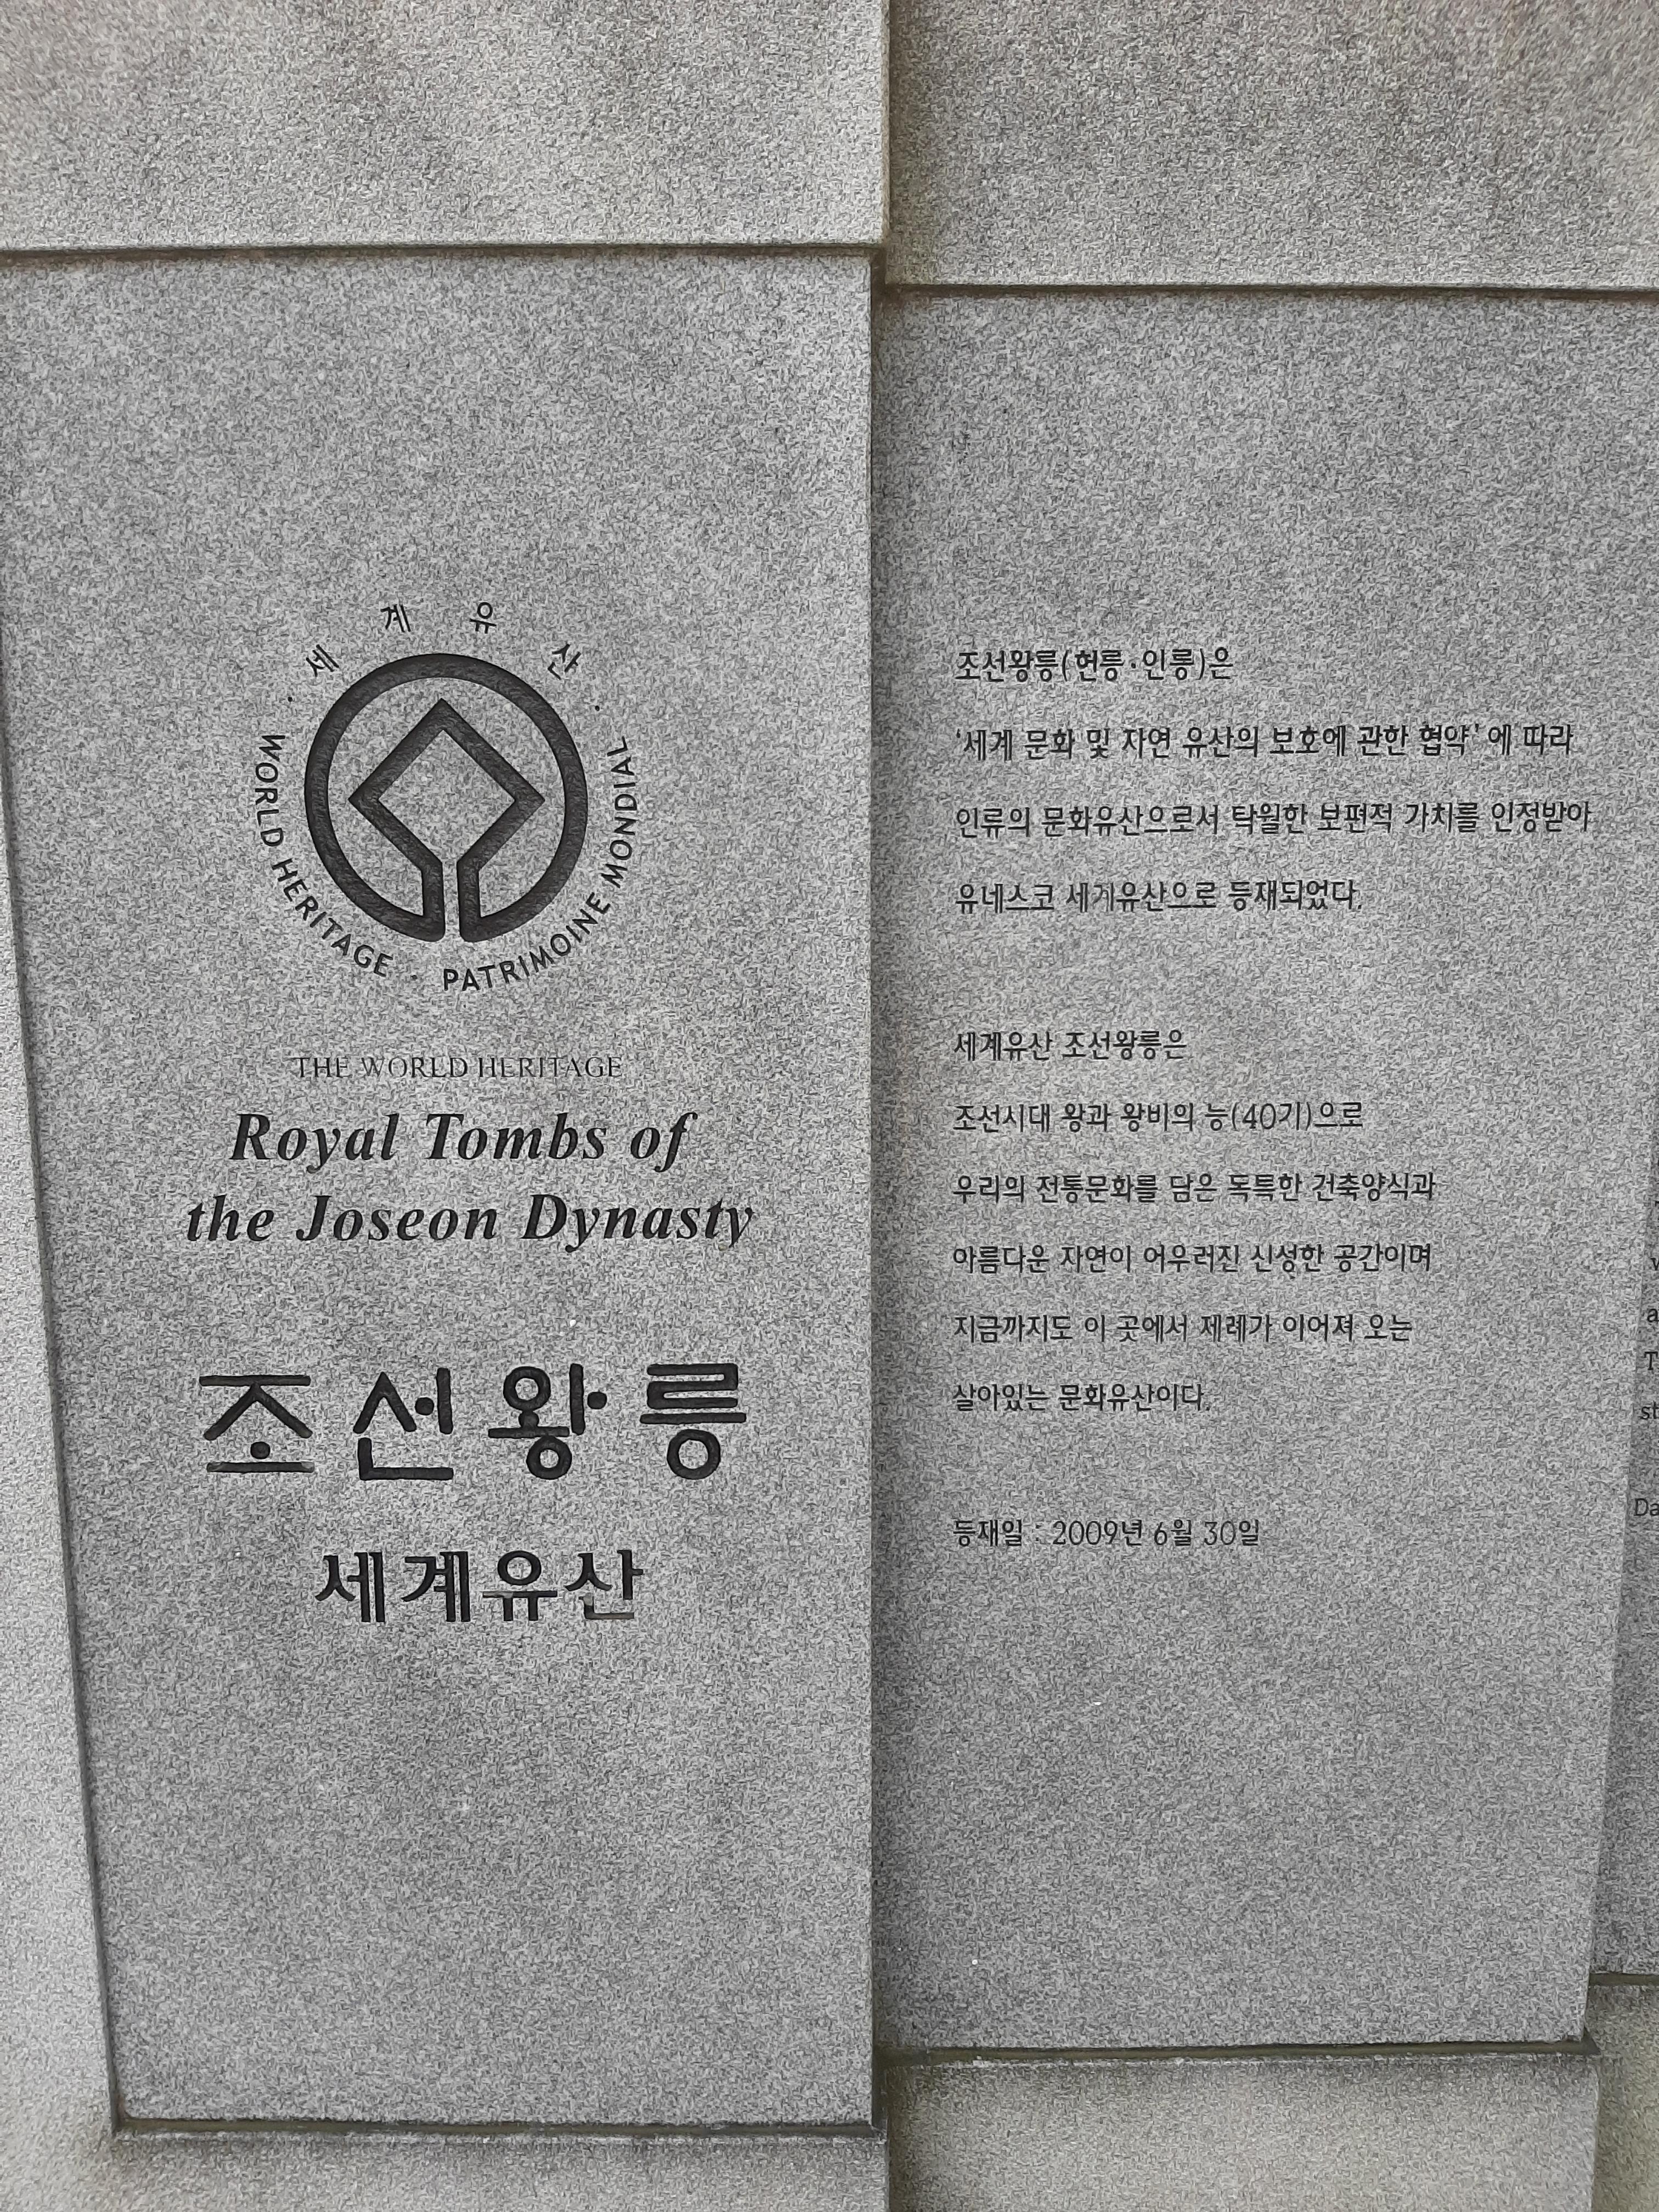 · 세 계 유 산 ·
WORLD HERITAGE · PATRIMOINE MONDIAL
THE WORLD HERITAGE
Royal Tombs of
the Joseon Dynasty
조선왕릉
세계유산
조선왕릉(헌릉·인릉)은
‘세계 문화 및 자연 유산의 보호에 관한 협약’에 따라
인류의 문화유산으로서 탁월한 보편적 가치를 인정받아
유네스코 세계유산으로 등재되었다.
세계유산 조선왕릉은
조선시대 왕과 왕비의 능(40기)으로
우리의 전통문화를 담은 독특한 건축양식과
아름다운 자연이 어우러진 신성한 공간이며
지금까지도 이 곳에서 제례가 이어져 오는
살아있는 문화유산이다.
등재일 : 2009년 6월 30일